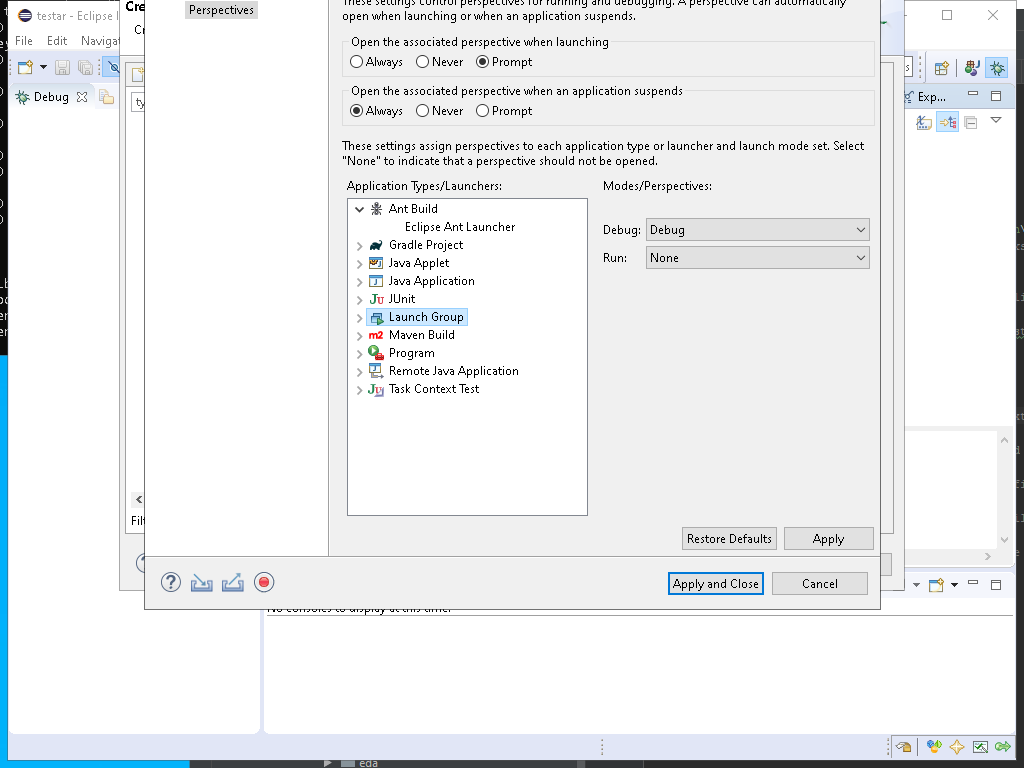 testar - Eclipse I
File Edit Navigat
Debug
Cre
Cr
ty
Filt
Perspectives
These settings control perspectives for running and debugging. A perspective can automatically
open when launching or when an application suspends.
Open the associated perspective when launching
Always Never Prompt
Open the associated perspective when an application suspends
Always Never Prompt
These settings assign perspectives to each application type or launcher and launch mode set. Select
"None" to indicate that a perspective should not be opened.
Application Types/Launchers:
Modes/Perspectives:
Ant Build
Eclipse Ant Launcher
Gradle Project
Java Applet
Java Application
JUnit
Launch Group
Maven Build
Program
Remote Java Application
Task Context Test
Debug: Debug
Run: None
Restore Defaults Apply
Apply and Close Cancel
Exp...
No consoles to display at this time.
eda